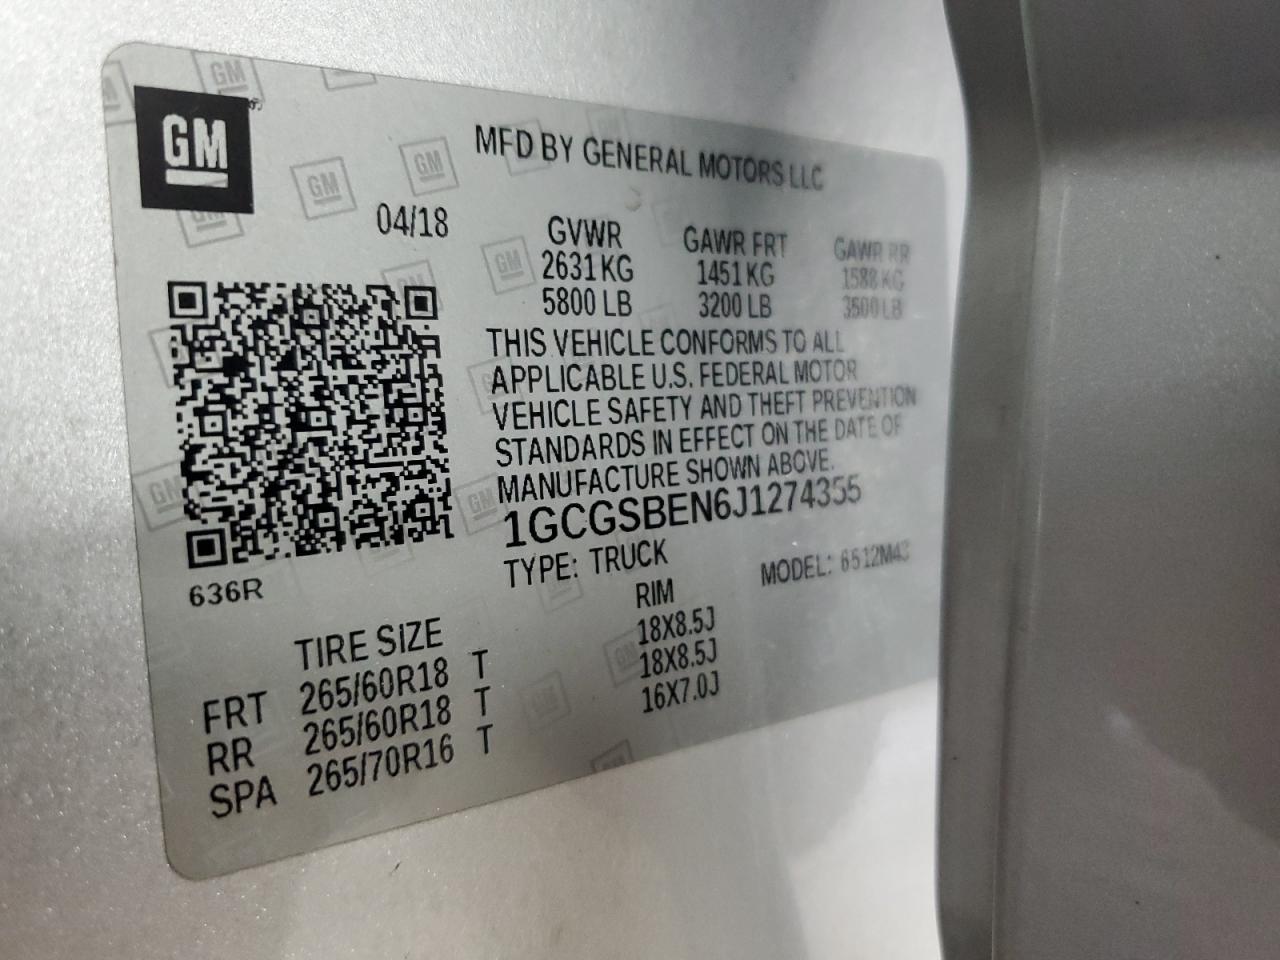 GM
MFD BY GENERAL MOTORS LLC
04/18
GVWR GAWR FRT GAWR RR
2631KG 1451 KG 1588 KG
5800 LB 3200 LB 3500 LB
THIS VEHICLE CONFORMS TO ALL
APPLICABLE U.S. FEDERAL MOTOR
VEHICLE SAFETY AND THEFT PREVENTION
STANDARDS IN EFFECT ON THE DATE OF
MANUFACTURE SHOWN ABOVE.
1GCGSBEN6J1274355
TYPE: TRUCK MODEL: 6512M43
636R
TIRE SIZE RIM
FRT 265/60R18 T 18X8.5J
RR 265/60R18 T 18X8.5J
SPA 265/70R16 T 16X7.0J